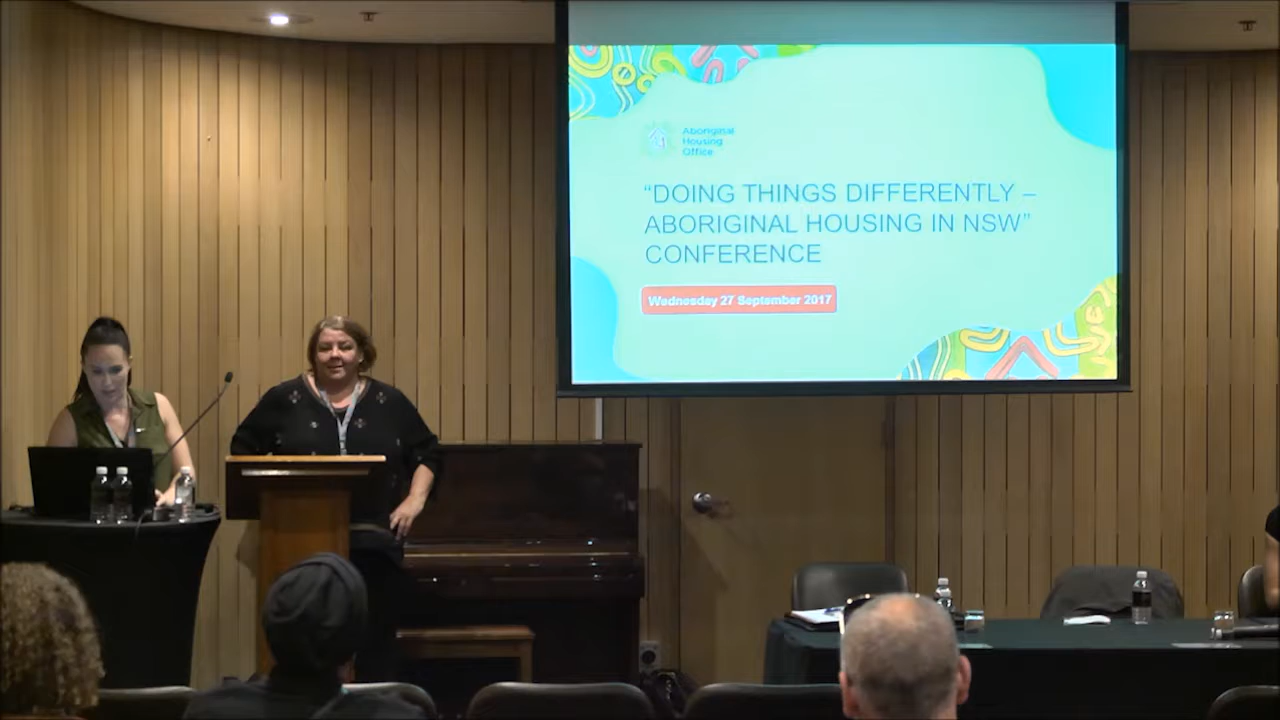 Aboriginal
Housing
Office
“DOING THINGS DIFFERENTLY –
ABORIGINAL HOUSING IN NSW”
CONFERENCE
Wednesday 27 September 2017